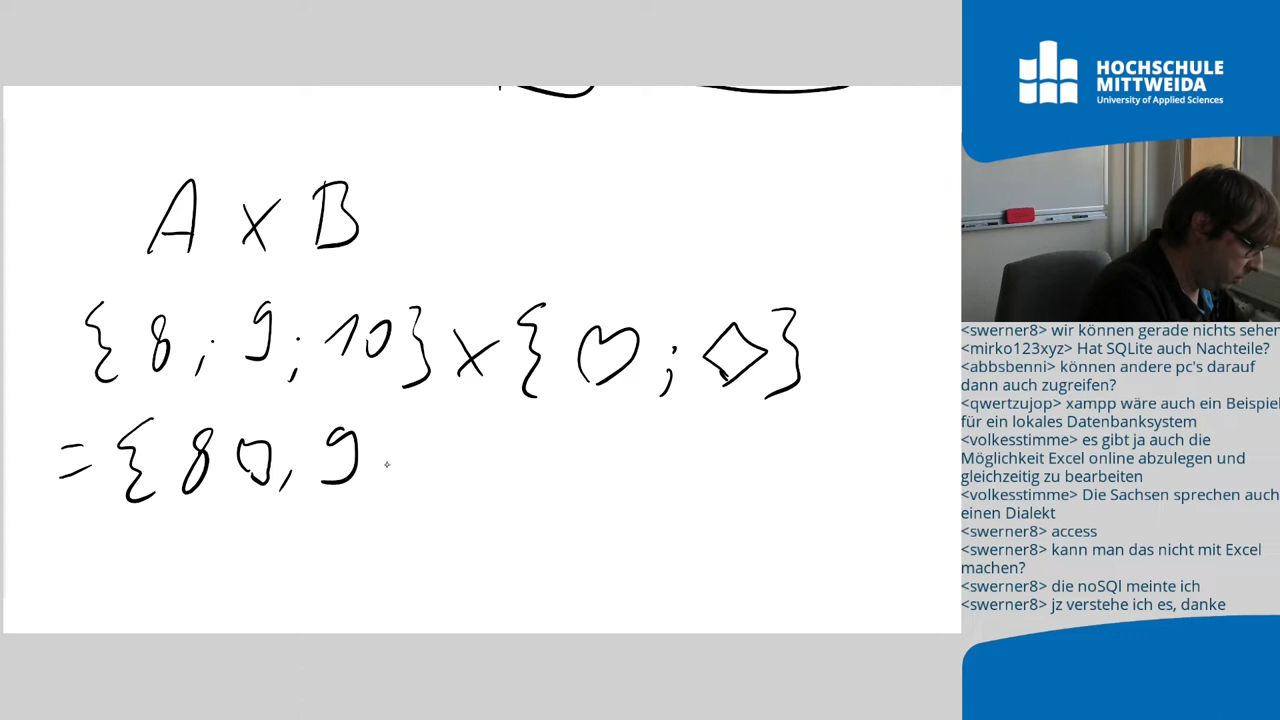 A x B
{8; 9; 10} x {♡; ◇}
= {8♡, 9
HOCHSCHULE
MITTWEIDA
University of Applied Sciences
<swerner8> wir können gerade nichts sehen
<mirko123xyz> Hat SQLite auch Nachteile?
<abbsbenni> können andere pc's darauf
dann auch zugreifen?
<qwertzujop> xampp wäre auch ein Beispiel
für ein lokales Datenbanksystem
<volkesstimme> es gibt ja auch die
Möglichkeit Excel online abzulegen und
gleichzeitig zu bearbeiten
<volkesstimme> Die Sachsen sprechen auch
einen Dialekt
<swerner8> access
<swerner8> kann man das nicht mit Excel
machen?
<swerner8> die noSQl meinte ich
<swerner8> jz verstehe ich es, danke